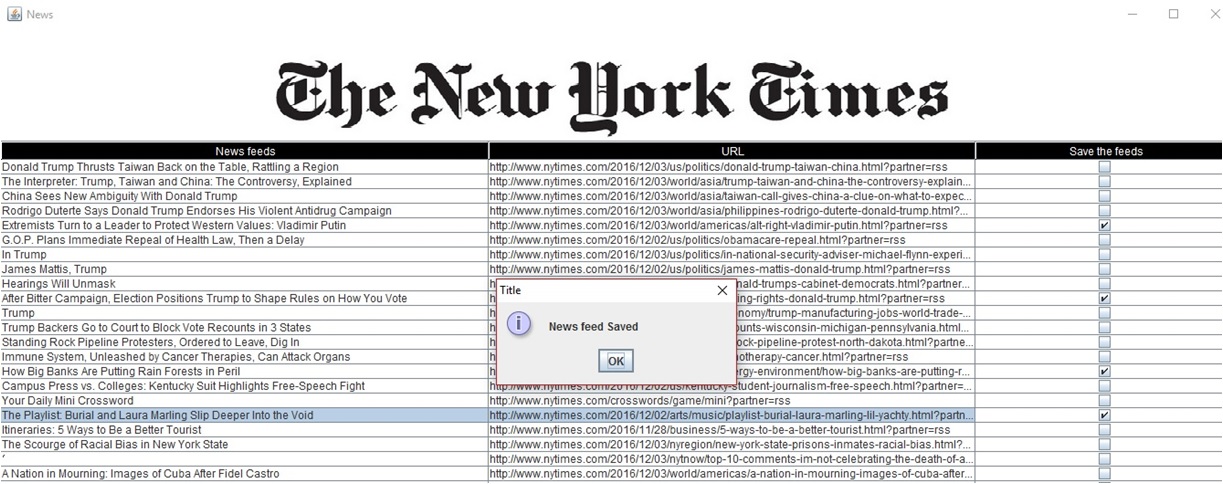 News
The New York Times
News feeds URL Save the feeds
Donald Trump Thrusts Taiwan Back on the Table, Rattling a Region http://www.nytimes.com/2016/12/03/us/politics/donald-trump-taiwan-china.html?partner=rss
The Interpreter: Trump, Taiwan and China: The Controversy, Explained http://www.nytimes.com/2016/12/03/world/asia/trump-taiwan-and-china-the-controversy-explain...
China Sees New Ambiguity With Donald Trump http://www.nytimes.com/2016/12/03/world/asia/taiwan-call-gives-china-a-clue-on-what-to-expec...
Rodrigo Duterte Says Donald Trump Endorses His Violent Antidrug Campaign http://www.nytimes.com/2016/12/03/world/asia/philippines-rodrigo-duterte-donald-trump.html?...
Extremists Turn to a Leader to Protect Western Values: Vladimir Putin http://www.nytimes.com/2016/12/03/world/americas/alt-right-vladimir-putin.html?partner=rss
G.O.P. Plans Immediate Repeal of Health Law, Then a Delay http://www.nytimes.com/2016/12/02/us/politics/obamacare-repeal.html?partner=rss
In Trump http://www.nytimes.com/2016/12/03/us/politics/in-national-security-adviser-michael-flynn-experi...
James Mattis, Trump http://www.nytimes.com/2016/12/02/us/politics/james-mattis-donald-trump.html?partner=rss
Hearings Will Unmask d-trumps-cabinet-democrats.html?partner...
After Bitter Campaign, Election Positions Trump to Shape Rules on How You Vote ing-rights-donald-trump.html?partner=rss
Trump nomy/trump-manufacturing-jobs-world-trade-...
Trump Backers Go to Court to Block Vote Recounts in 3 States ounts-wisconsin-michigan-pennsylvania.html...
Standing Rock Pipeline Protesters, Ordered to Leave, Dig In ock-pipeline-protest-north-dakota.html?partne...
Immune System, Unleashed by Cancer Therapies, Can Attack Organs notherapy-cancer.html?partner=rss
How Big Banks Are Putting Rain Forests in Peril rgy-environment/how-big-banks-are-putting-r...
Campus Press vs. Colleges: Kentucky Suit Highlights Free-Speech Fight http://www.nytimes.com/2016/12/02/us/kentucky-student-journalism-free-speech.html?partner=...
Your Daily Mini Crossword http://www.nytimes.com/crosswords/game/mini?partner=rss
The Playlist: Burial and Laura Marling Slip Deeper Into the Void http://www.nytimes.com/2016/12/02/arts/music/playlist-burial-laura-marling-lil-yachty.html?partn...
Itineraries: 5 Ways to Be a Better Tourist http://www.nytimes.com/2016/11/28/business/5-ways-to-be-a-better-tourist.html?partner=rss
The Scourge of Racial Bias in New York State http://www.nytimes.com/2016/12/03/nyregion/new-york-state-prisons-inmates-racial-bias.html?...
‘ http://www.nytimes.com/2016/12/03/nytnow/top-10-comments-im-not-celebrating-the-death-of-a...
A Nation in Mourning: Images of Cuba After Fidel Castro http://www.nytimes.com/2016/12/03/world/americas/a-nation-in-mourning-images-of-cuba-after...
Title
News feed Saved
OK